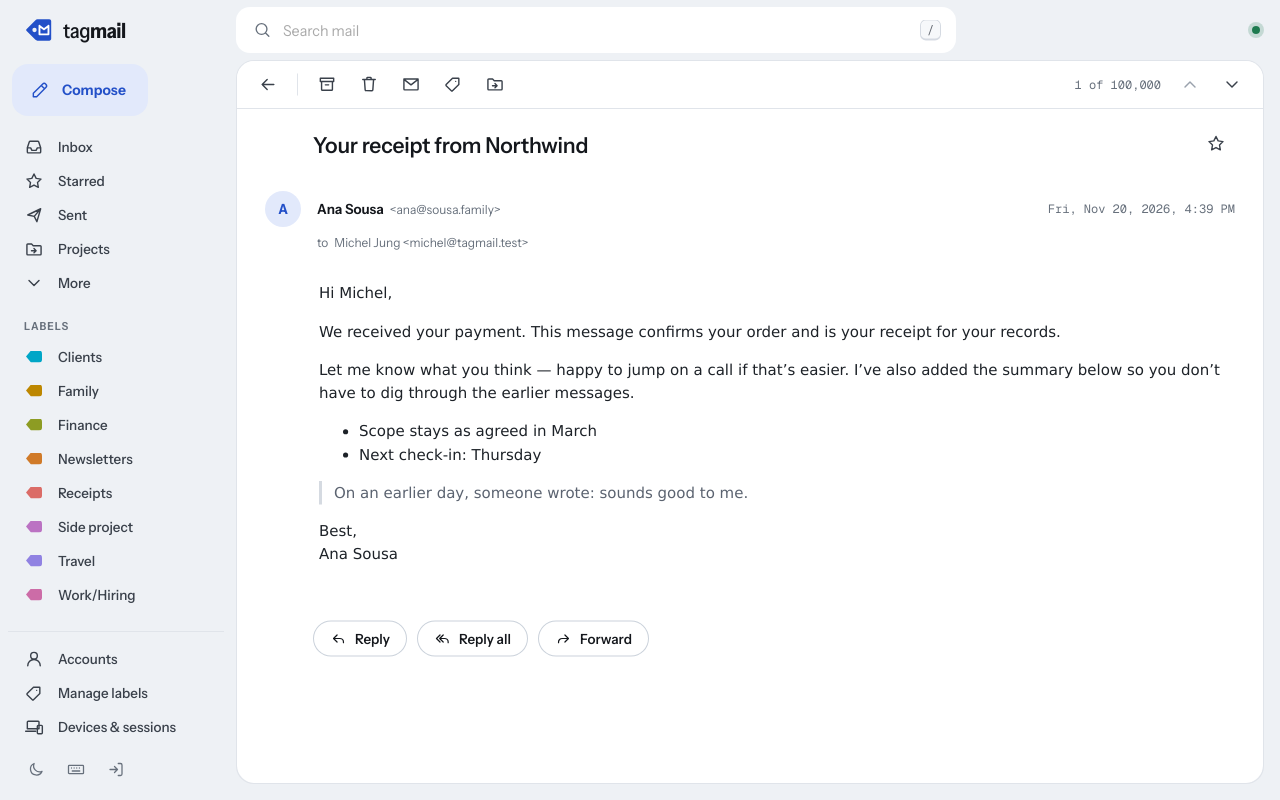 tagmail
Search mail
/
Compose
Inbox
Starred
Sent
Projects
More
LABELS
Clients
Family
Finance
Newsletters
Receipts
Side project
Travel
Work/Hiring
Accounts
Manage labels
Devices & sessions
1 of 100,000
Your receipt from Northwind
A
Ana Sousa <ana@sousa.family>
Fri, Nov 20, 2026, 4:39 PM
to Michel Jung <michel@tagmail.test>
Hi Michel,
We received your payment. This message confirms your order and is your receipt for your records.
Let me know what you think — happy to jump on a call if that’s easier. I’ve also added the summary below so you don’t
have to dig through the earlier messages.
• Scope stays as agreed in March
• Next check-in: Thursday
On an earlier day, someone wrote: sounds good to me.
Best,
Ana Sousa
Reply
Reply all
Forward